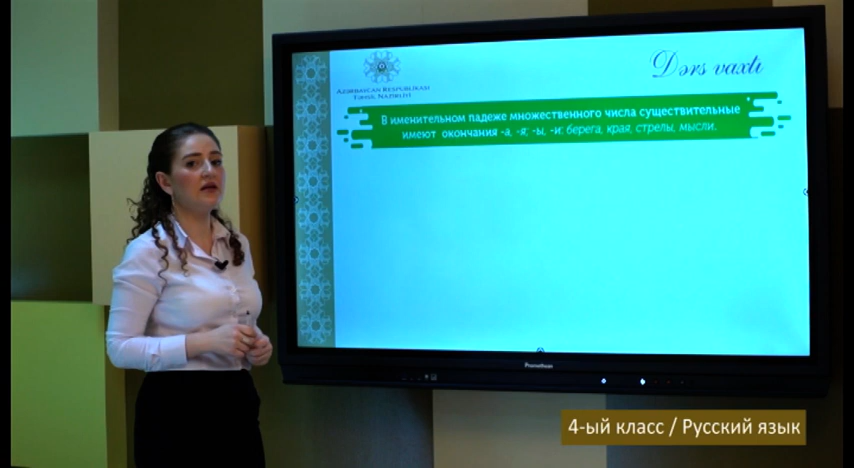 Dərs vaxtı
AZƏRBAYCAN RESPUBLİKASI
TƏHSİL NAZİRLİYİ
В именительном падеже множественного числа существительные
имеют окончания -а, -я; -ы, -и: берега, края, стрелы, мысли.
Promethean
4-ый класс / Русский язык